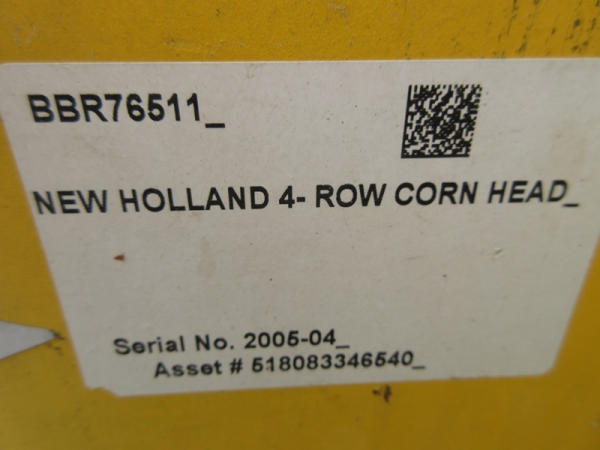 BBR76511_
NEW HOLLAND 4- ROW CORN HEAD_
Serial No. 2005-04_
Asset # 518083346540_